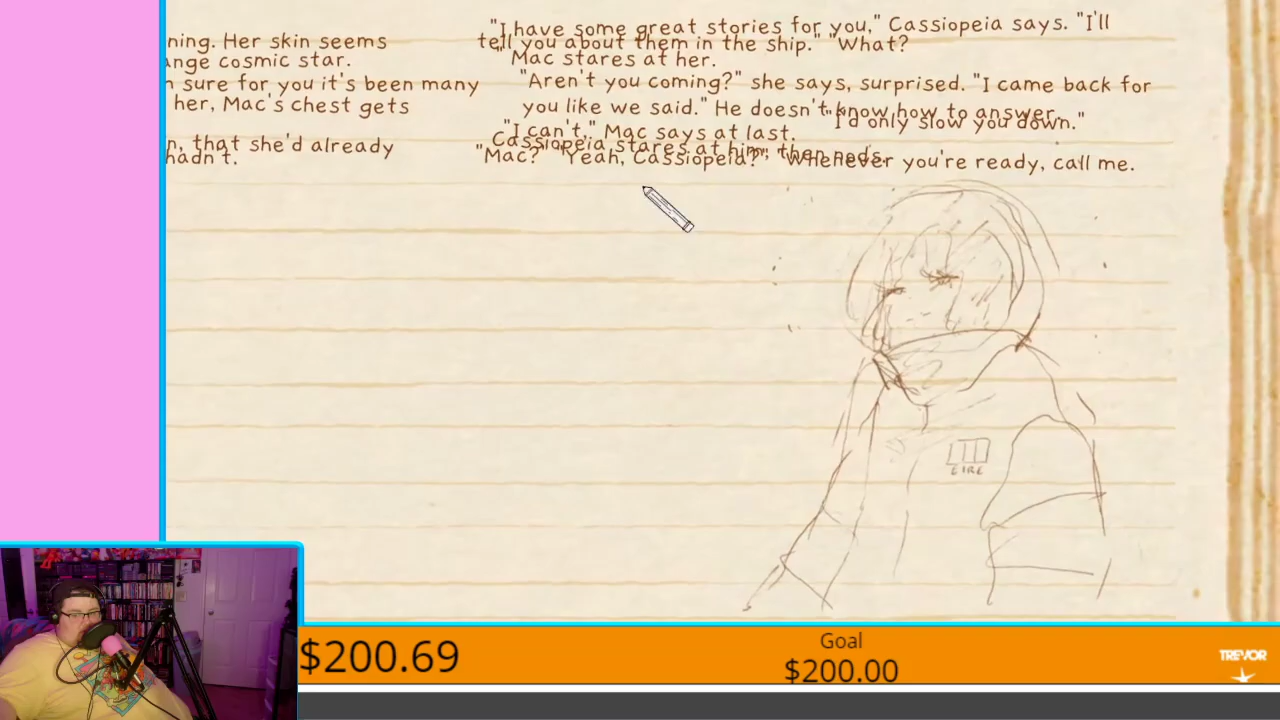 ning. Her skin seems
ange cosmic star.
n sure for you it's been many
her, Mac's chest gets
n, that she'd already
hadn't.
"I have some great stories for you," Cassiopeia says. "I'll
tell you about them in the ship." "What?
" Mac stares at her.
"Aren't you coming?" she says, surprised. "I came back for
you like we said." He doesn't know how to answer.
"I'd only slow you down."
"I can't," Mac says at last.
Cassiopeia stares at him, then nods.
"Mac?" "Yeah, Cassiopeia?" "Whenever you're ready, call me.
EIRE
$200.69
Goal
$200.00
TREVOR